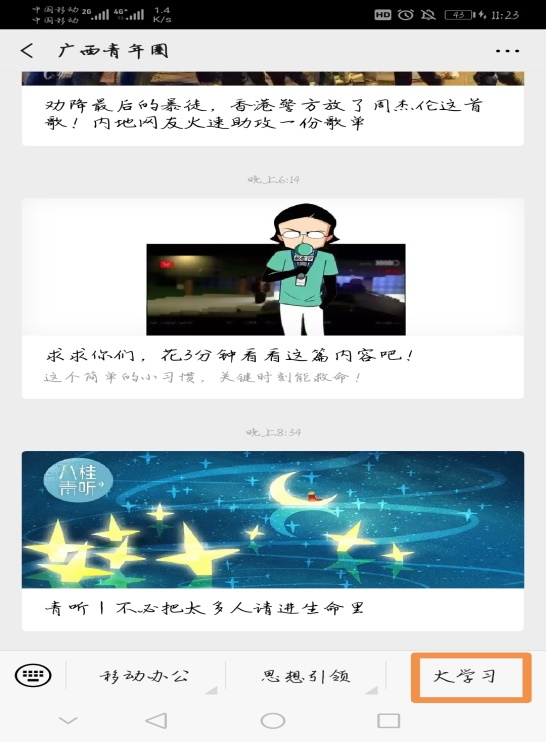 中国移动 2G 4G+ 1.4 K/s HD 43 11:23
中国移动
广西青年圈
劝降最后的暴徒，香港警方放了周杰伦这首
歌！内地网友火速助攻一份歌单
晚上6:14
求求你们，花3分钟看看这篇内容吧！
这个简单的小习惯，关键时刻能救命！
晚上8:34
八桂
青听
青听丨不必把太多人请进生命里
移动办公
思想引领
大学习